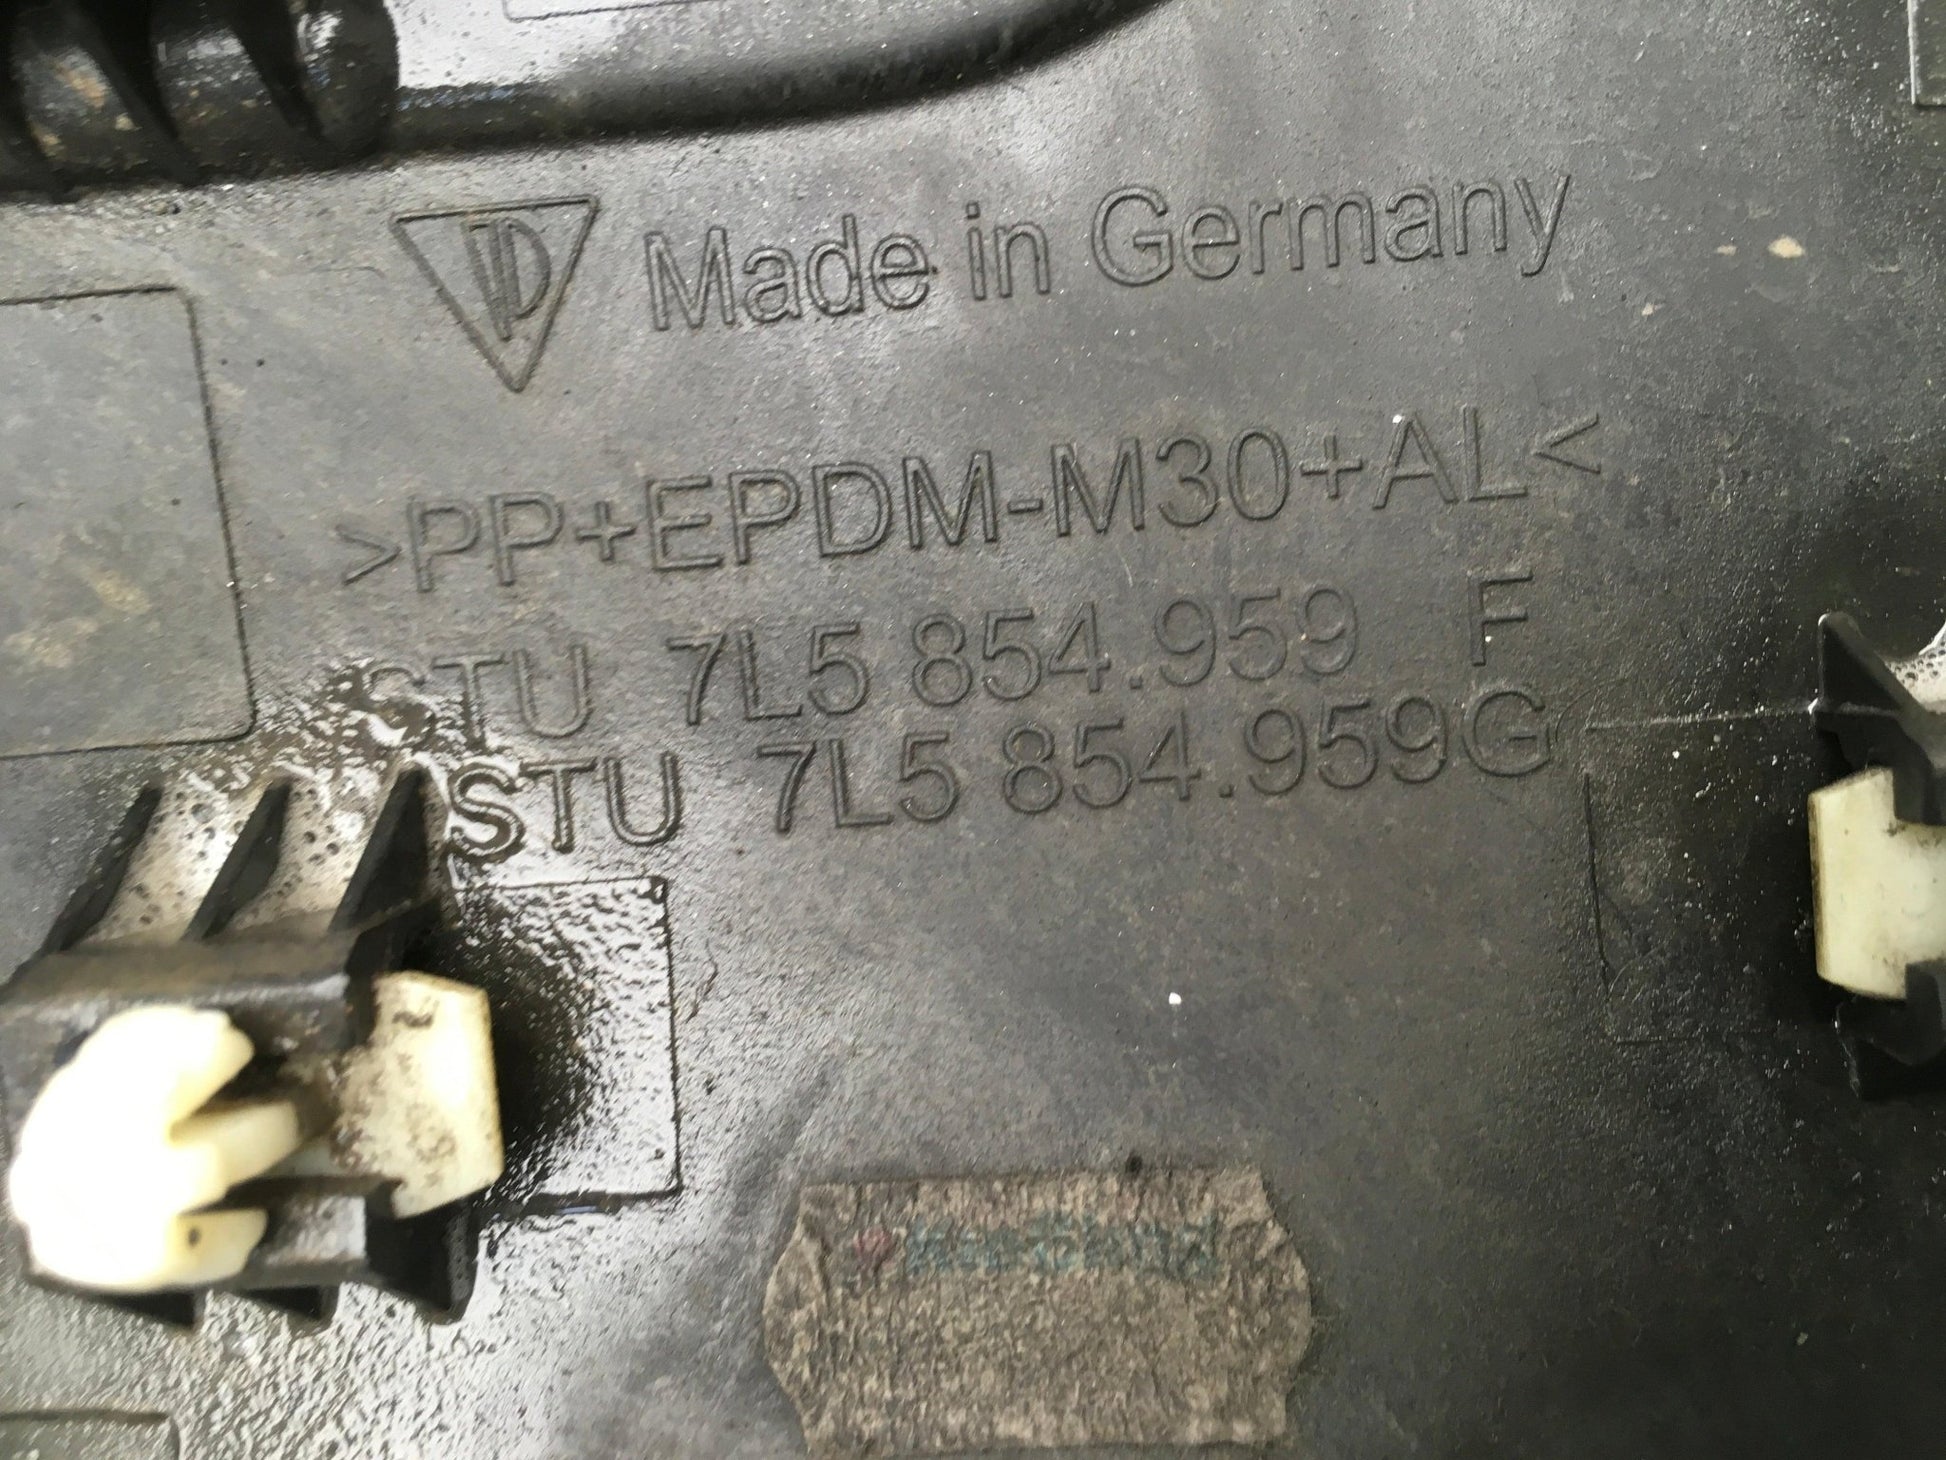 Made in Germany
>PP+EPDM-M30+AL<
STU 7L5 854.959 F
STU 7L5 854.959G